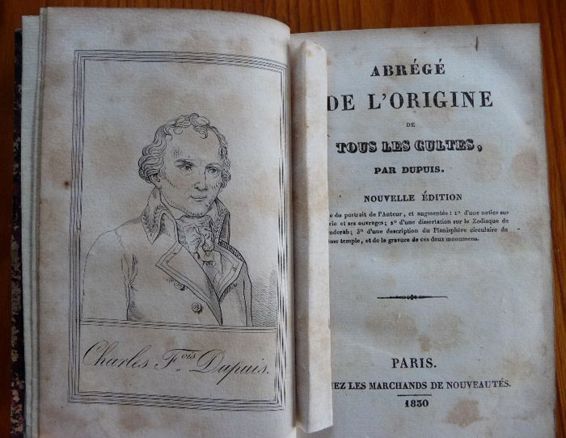 Charles F.ois Dupuis.
ABRÉGÉ
DE L'ORIGINE
DE
TOUS LES CULTES,
PAR DUPUIS.
NOUVELLE ÉDITION
du portrait de l'Auteur, et augmentée : 1° d'une notice sur
et ses ouvrages ; 2° d'une dissertation sur le Zodiaque de
3° d'une description du Planisphère circulaire du
temple, et de la gravure de ces deux monumens.
PARIS.
LES MARCHANDS DE NOUVEAUTÉS.
1830